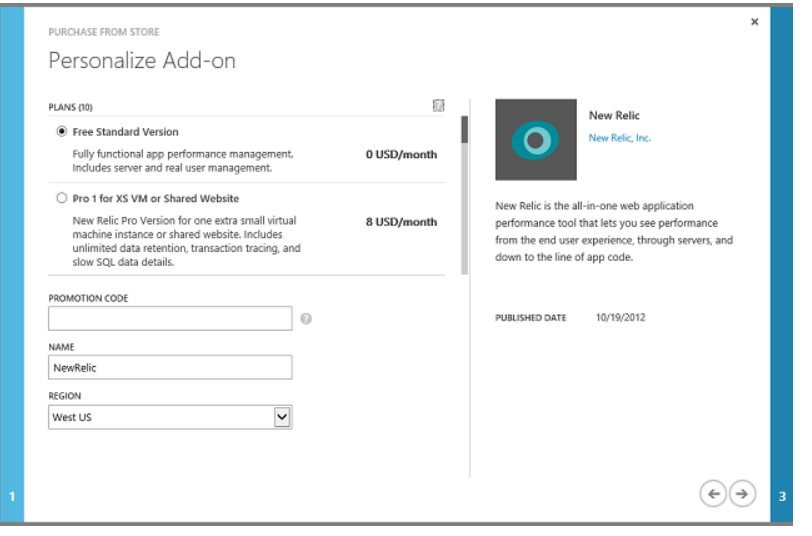 ×
PURCHASE FROM STORE
Personalize Add-on
PLANS (10)
Free Standard Version
Fully functional app performance management.
Includes server and real user management.
0 USD/month
Pro 1 for XS VM or Shared Website
New Relic Pro Version for one extra small virtual
machine instance or shared website. Includes
unlimited data retention, transaction tracing, and
slow SQL data details.
8 USD/month
PROMOTION CODE
?
NAME
NewRelic
REGION
West US
New Relic
New Relic, Inc.
New Relic is the all-in-one web application
performance tool that lets you see performance
from the end user experience, through servers, and
down to the line of app code.
PUBLISHED DATE 10/19/2012
1
3